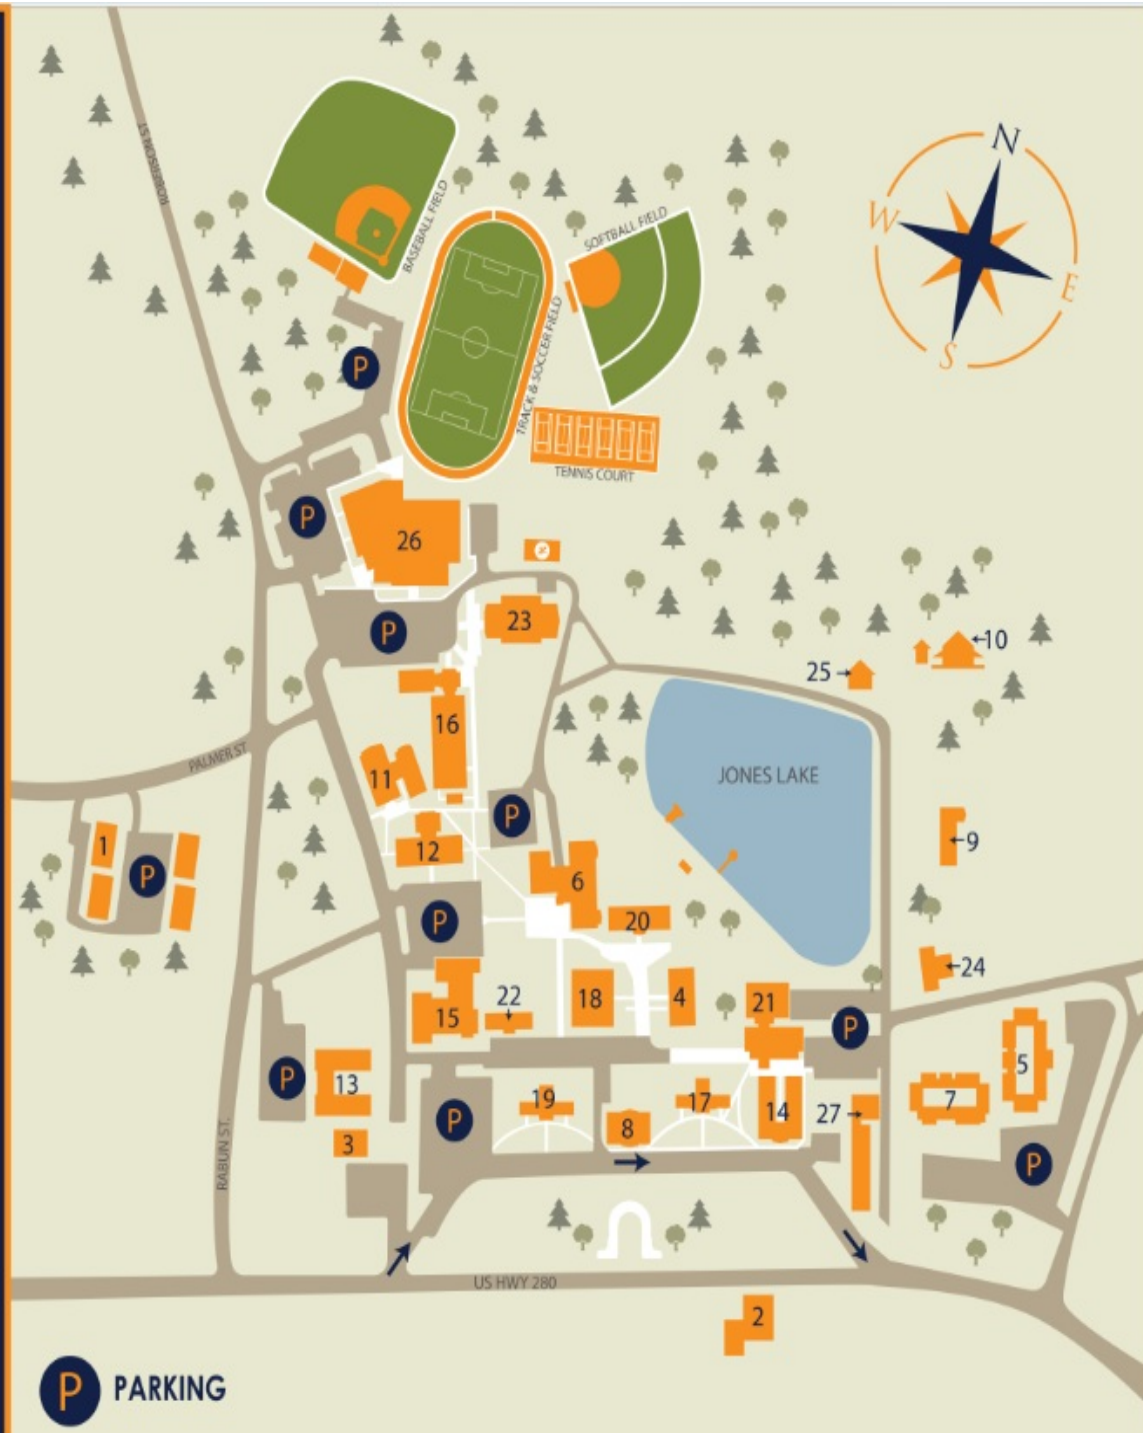 N
W
E
S
ROBERSON ST
BASEBALL FIELD
SOFTBALL FIELD
TRACK & SOCCER FIELD
TENNIS COURT
P
P
26
P
23
10
25
16
JONES LAKE
PALMER ST
11
P
9
1
P
12
6
P
20
24
22
18
4
21
15
P
5
13
P
19
17
14
7
27
P
8
3
P
RABUN ST.
US HWY 280
2
P PARKING